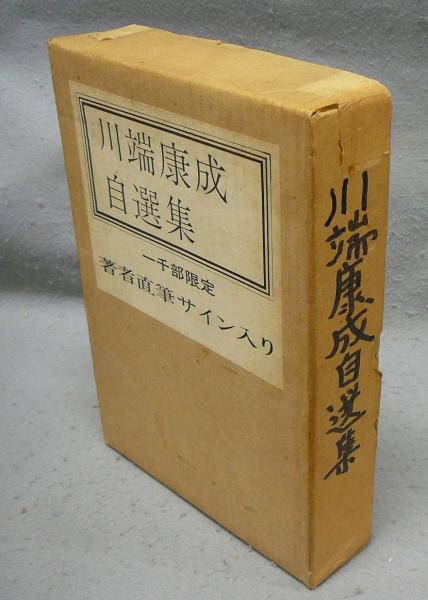 川端康成
自選集
一千部限定
著者直筆サイン入り
川端康成自選集